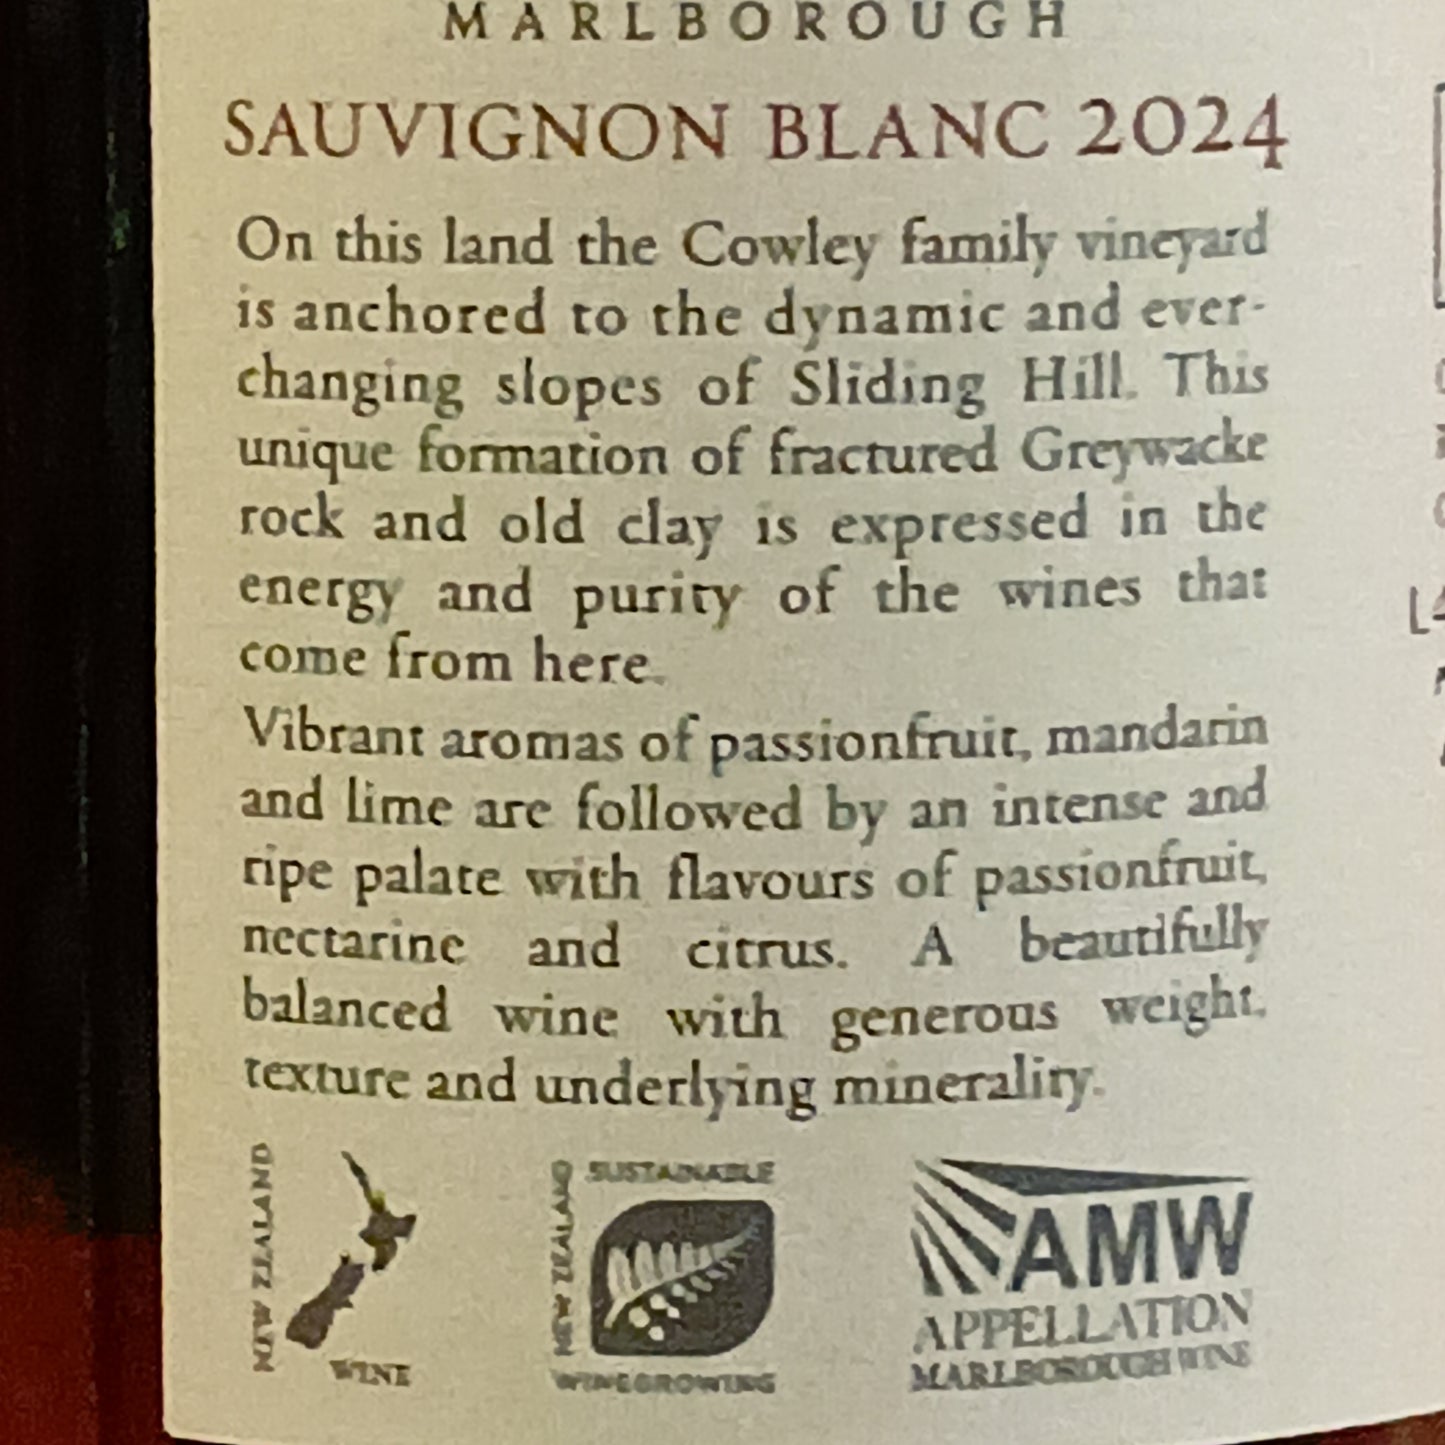 MARLBOROUGH
SAUVIGNON BLANC 2024
On this land the Cowley family vineyard
is anchored to the dynamic and ever-
changing slopes of Sliding Hill. This
unique formation of fractured Greywacke
rock and old clay is expressed in the
energy and purity of the wines that
come from here.
Vibrant aromas of passionfruit, mandarin
and lime are followed by an intense and
ripe palate with flavours of passionfruit,
nectarine and citrus. A beautifully
balanced wine with generous weight,
texture and underlying minerality.
NEW ZEALAND
WINE
NEW ZEALAND
SUSTAINABLE
WINEGROWING
AMW
APPELLATION
MARLBOROUGH WINE